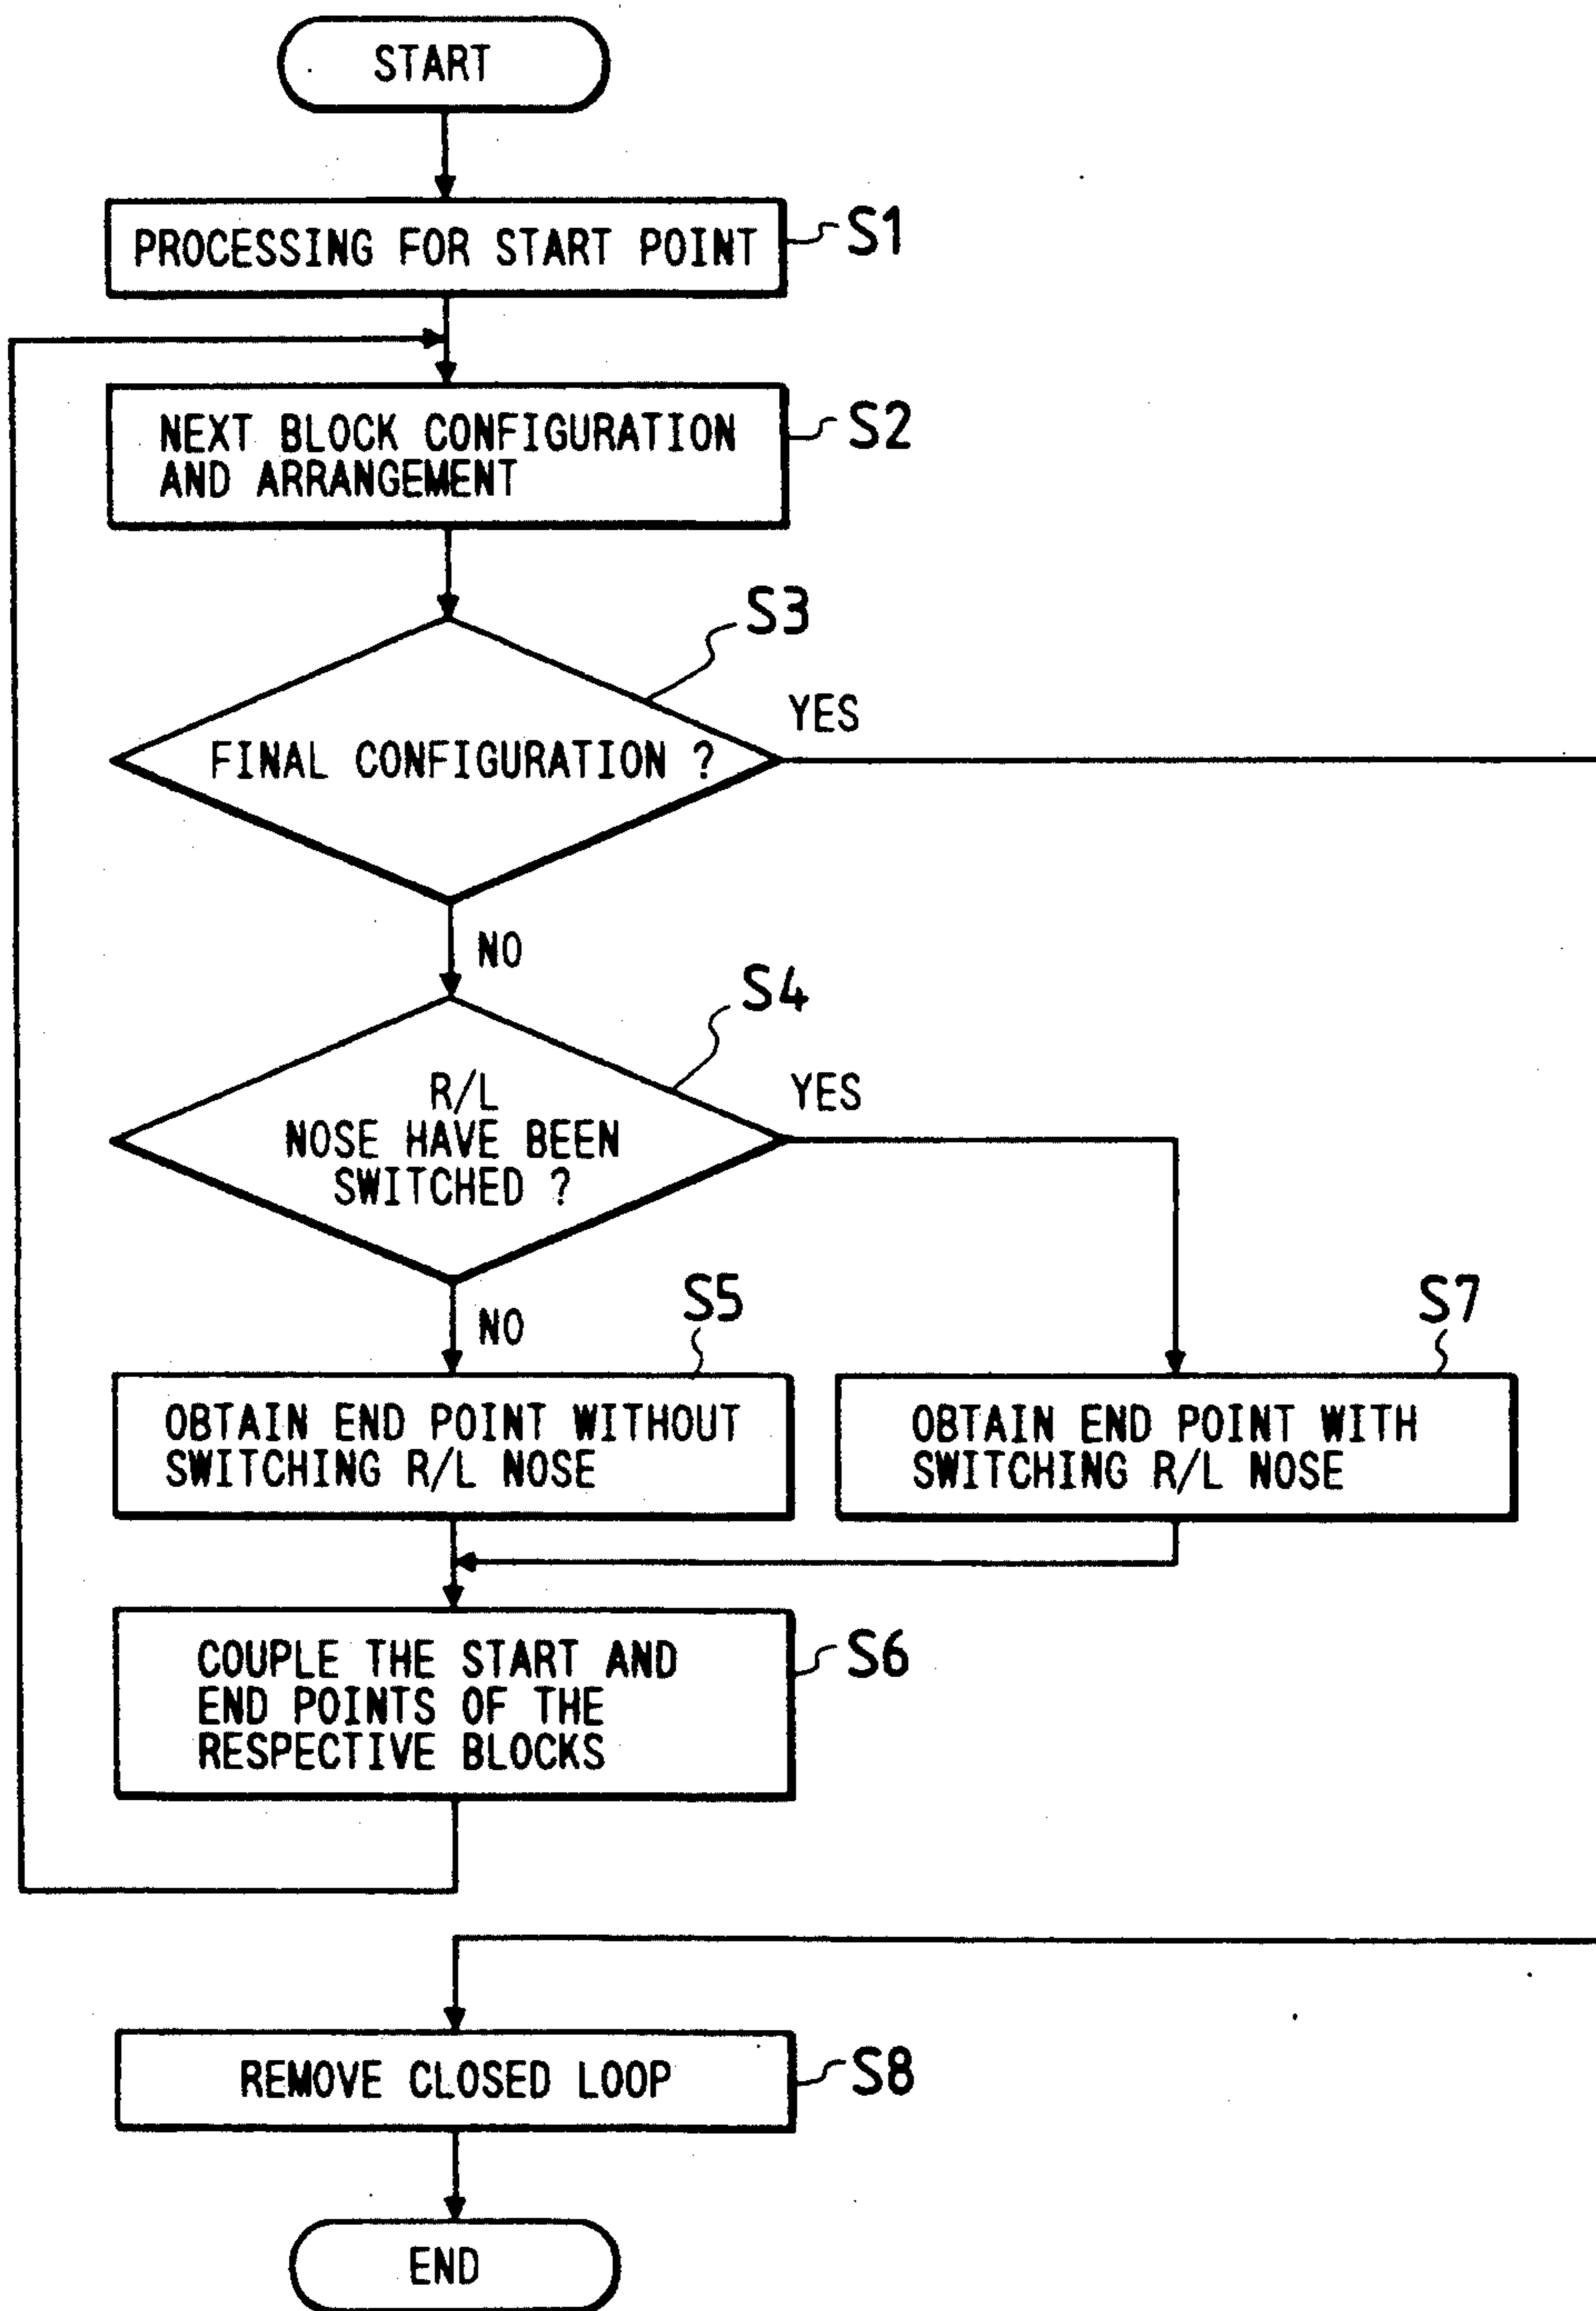 START
PROCESSING FOR START POINT
S1
NEXT BLOCK CONFIGURATION
AND ARRANGEMENT
S2
S3
FINAL CONFIGURATION ?
YES
NO
S4
R/L
NOSE HAVE BEEN
SWITCHED ?
YES
NO
S5
OBTAIN END POINT WITHOUT
SWITCHING R/L NOSE
S7
OBTAIN END POINT WITH
SWITCHING R/L NOSE
COUPLE THE START AND
END POINTS OF THE
RESPECTIVE BLOCKS
S6
REMOVE CLOSED LOOP
S8
END